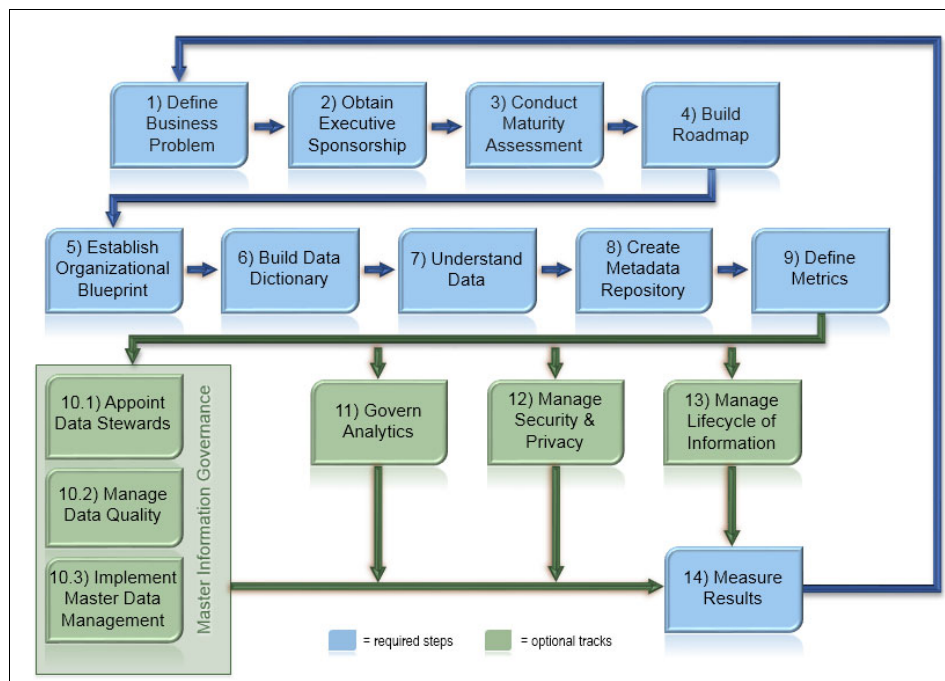 1) Define
Business
Problem
2) Obtain
Executive
Sponsorship
3) Conduct
Maturity
Assessment
4) Build
Roadmap
5) Establish
Organizational
Blueprint
6) Build Data
Dictionary
7) Understand
Data
8) Create
Metadata
Repository
9) Define
Metrics
10.1) Appoint
Data Stewards
10.2) Manage
Data Quality
10.3) Implement
Master Data
Management
Master Information Governance
11) Govern
Analytics
12) Manage
Security &
Privacy
13) Manage
Lifecycle of
Information
14) Measure
Results
= required steps
= optional tracks